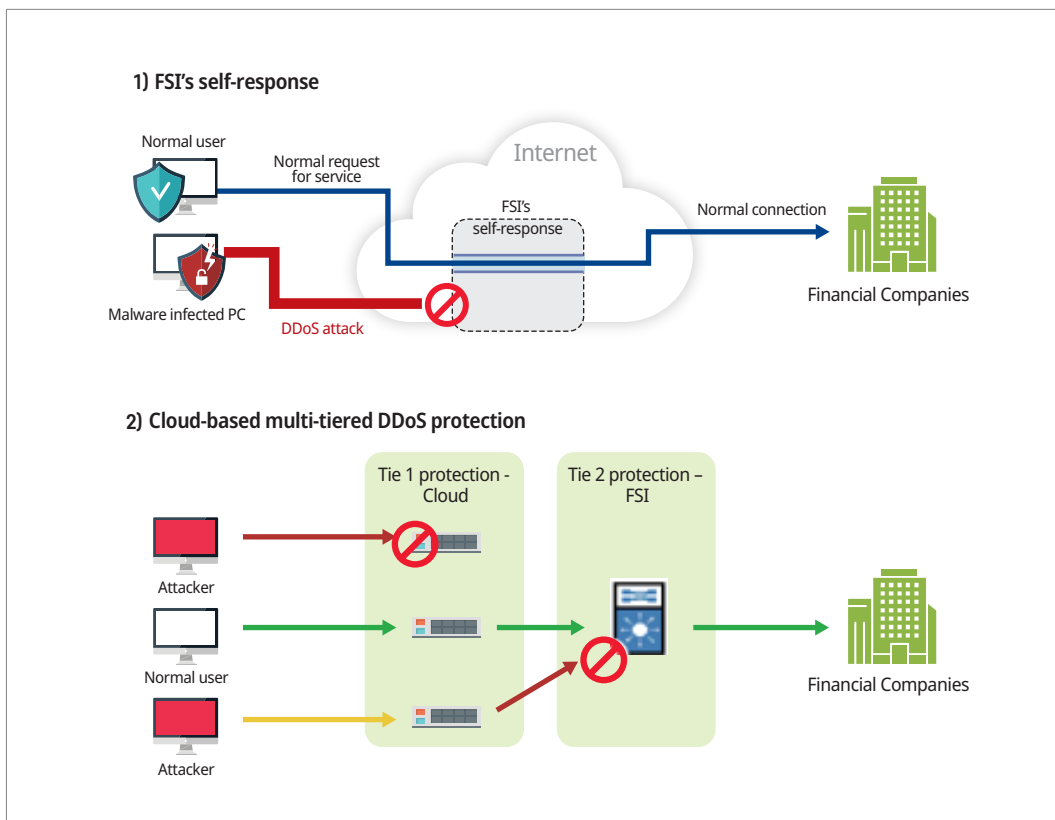 1) FSI's self-response
Normal user
Normal request
for service
Internet
FSI's
self-response
Normal connection
Financial Companies
Malware infected PC
DDoS attack
2) Cloud-based multi-tiered DDoS protection
Tie 1 protection -
Cloud
Tie 2 protection –
FSI
Attacker
Normal user
Attacker
Financial Companies